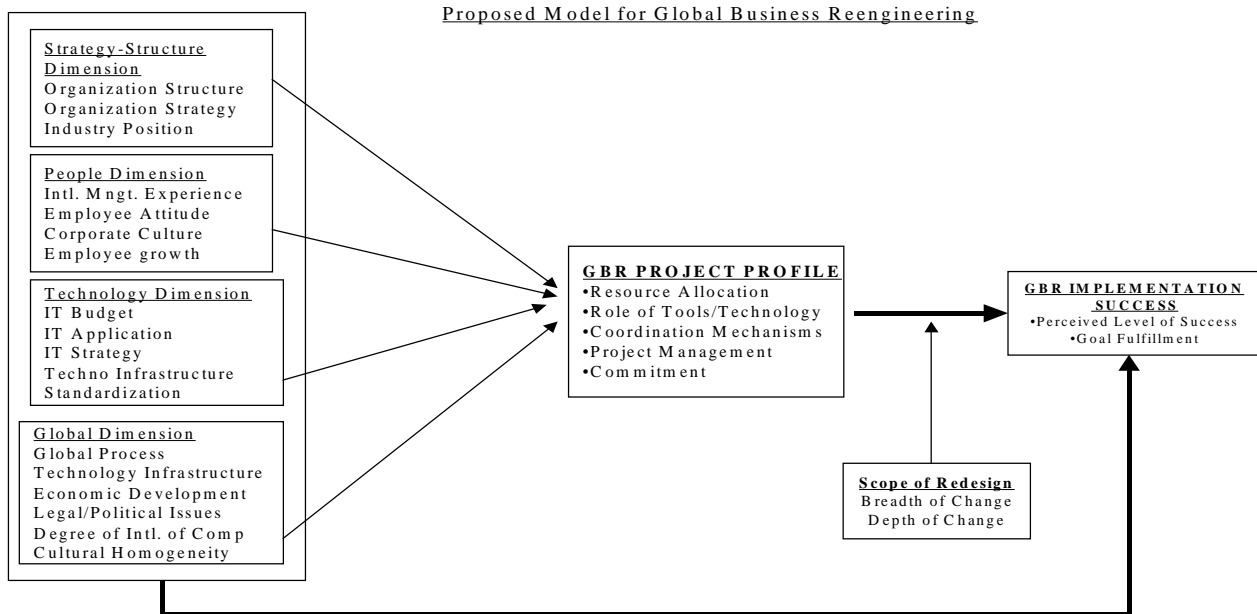 Proposed Model for Global Business Reengineering
Strategy-Structure
Dimension
Organization Structure
Organization Strategy
Industry Position
People Dimension
Intl. Mngt. Experience
Employee Attitude
Corporate Culture
Employee growth
Technology Dimension
IT Budget
IT Application
IT Strategy
Techno Infrastructure
Standardization
Global Dimension
Global Process
Technology Infrastructure
Economic Development
Legal/Political Issues
Degree of Intl. of Comp
Cultural Homogeneity
GBR PROJECT PROFILE
•Resource Allocation
•Role of Tools/Technology
•Coordination Mechanisms
•Project Management
•Commitment
GBR IMPLEMENTATION
SUCCESS
•Perceived Level of Success
•Goal Fulfillment
Scope of Redesign
Breadth of Change
Depth of Change